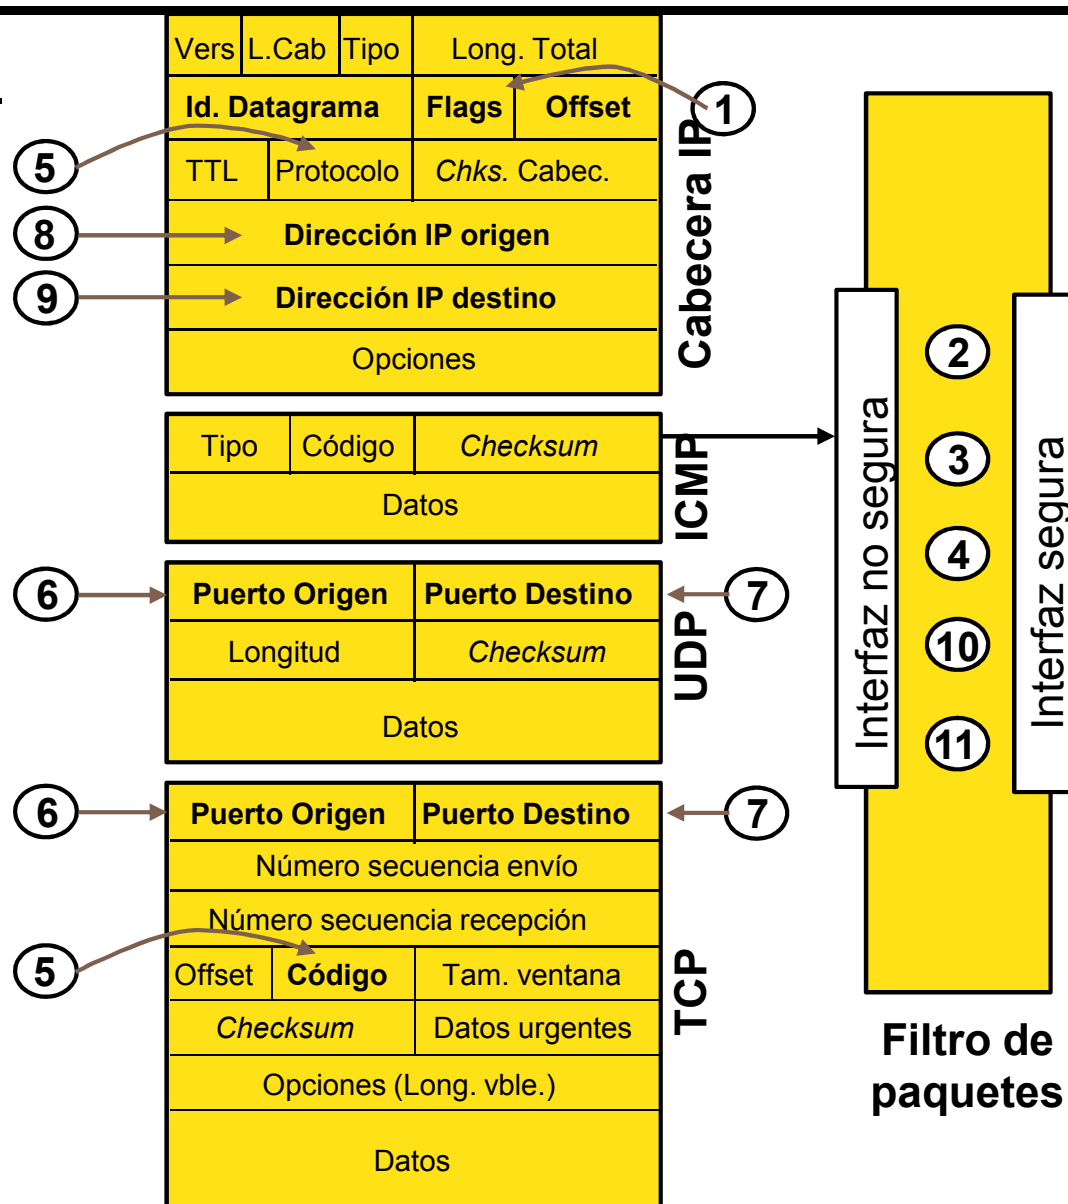 Vers L.Cab Tipo Long. Total
Id. Datagrama Flags Offset
1
5
TTL Protocolo Chks. Cabec.
8
Dirección IP origen
9
Dirección IP destino
Opciones
Cabecera IP
Tipo Código Checksum
Datos
ICMP
6
Puerto Origen Puerto Destino
7
Longitud Checksum
Datos
UDP
6
Puerto Origen Puerto Destino
7
Número secuencia envío
Número secuencia recepción
5
Offset Código Tam. ventana
Checksum Datos urgentes
Opciones (Long. vble.)
Datos
TCP
Interfaz no segura
2
3
4
10
11
Interfaz segura
Filtro de
paquetes